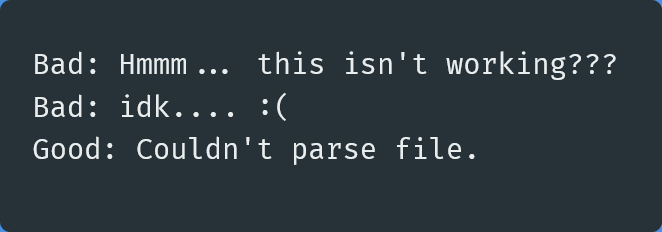 Bad: Hmmm... this isn't working???
Bad: idk.... :(
Good: Couldn't parse file.